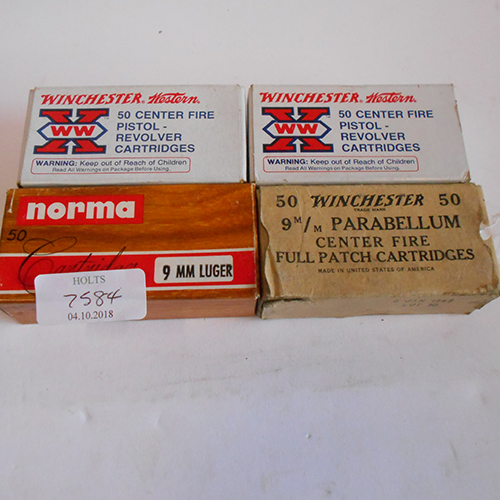 WINCHESTER Western
X
WW
50 CENTER FIRE
PISTOL -
REVOLVER
CARTRIDGES
WARNING: Keep out of Reach of Children
Read All Warnings on Package Before Using.
WINCHESTER Western
X
WW
50 CENTER FIRE
PISTOL -
REVOLVER
CARTRIDGES
WARNING: Keep out of Reach of Children
Read All Warnings on Package Before Using.
norma
50
Cartridges
9 MM LUGER
HOLTS
7584
04.10.2018
50 WINCHESTER 50
TRADE MARK
9 M/M PARABELLUM
CENTER FIRE
FULL PATCH CARTRIDGES
MADE IN UNITED STATES OF AMERICA